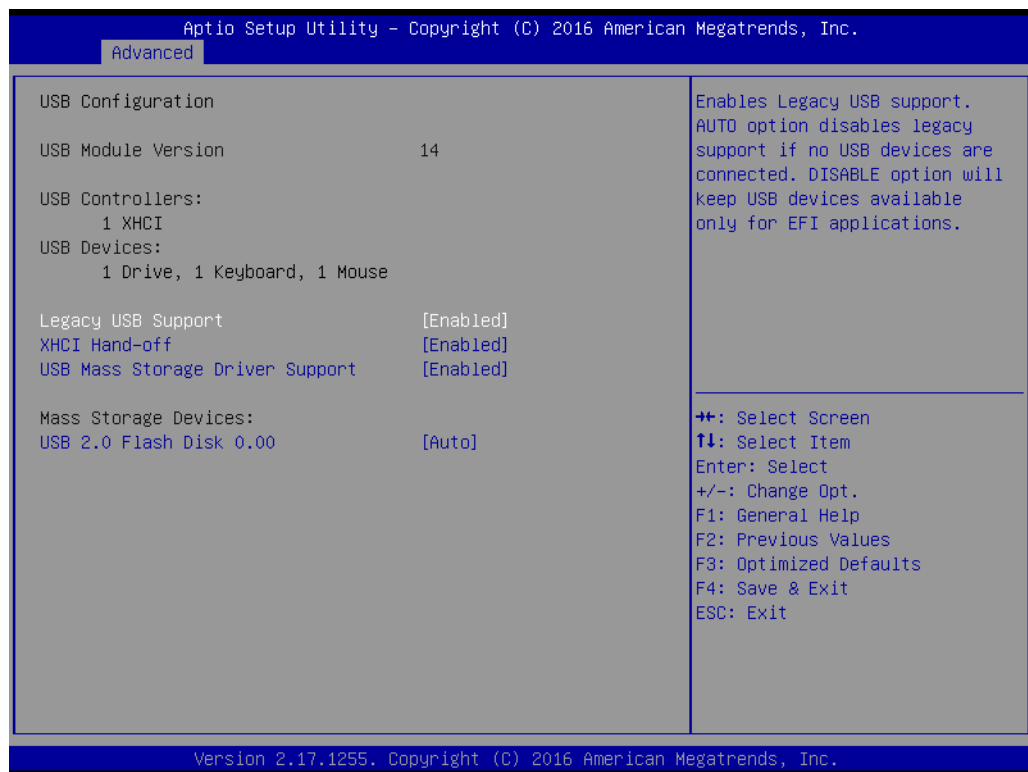 Aptio Setup Utility – Copyright (C) 2016 American Megatrends, Inc.
Advanced
USB Configuration
USB Module Version 14
USB Controllers:
1 XHCI
USB Devices:
1 Drive, 1 Keyboard, 1 Mouse
Legacy USB Support [Enabled]
XHCI Hand-off [Enabled]
USB Mass Storage Driver Support [Enabled]
Mass Storage Devices:
USB 2.0 Flash Disk 0.00 [Auto]
Enables Legacy USB support.
AUTO option disables legacy
support if no USB devices are
connected. DISABLE option will
keep USB devices available
only for EFI applications.
→←: Select Screen
↑↓: Select Item
Enter: Select
+/-: Change Opt.
F1: General Help
F2: Previous Values
F3: Optimized Defaults
F4: Save & Exit
ESC: Exit
Version 2.17.1255. Copyright (C) 2016 American Megatrends, Inc.